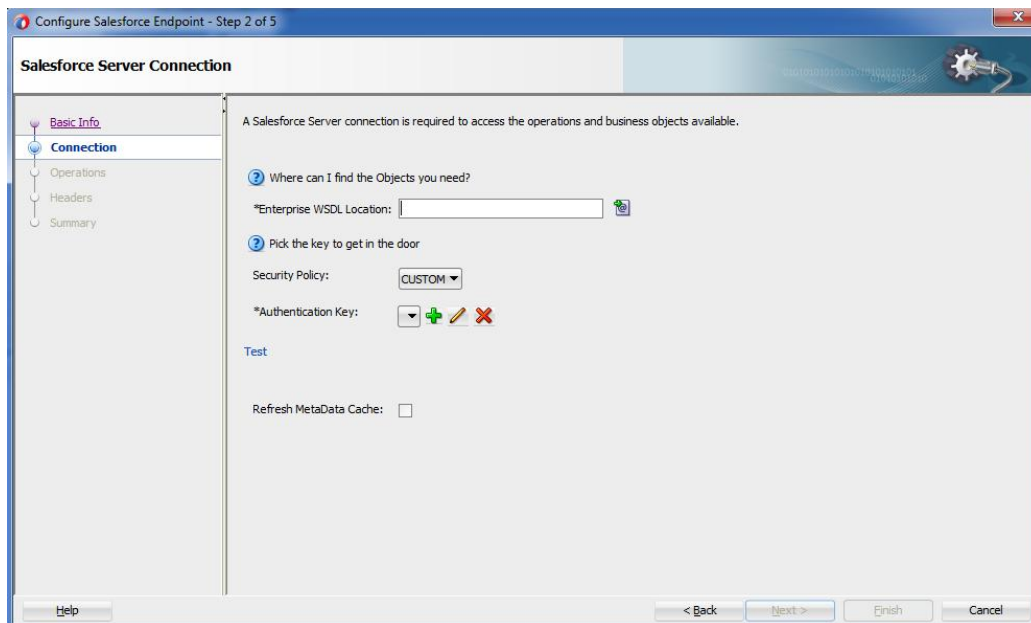 Configure Salesforce Endpoint - Step 2 of 5
Salesforce Server Connection
Basic Info
Connection
Operations
Headers
Summary
A Salesforce Server connection is required to access the operations and business objects available.
Where can I find the Objects you need?
*Enterprise WSDL Location:
Pick the key to get in the door
Security Policy: CUSTOM
*Authentication Key:
Test
Refresh MetaData Cache:
Help < Back Next > Finish Cancel